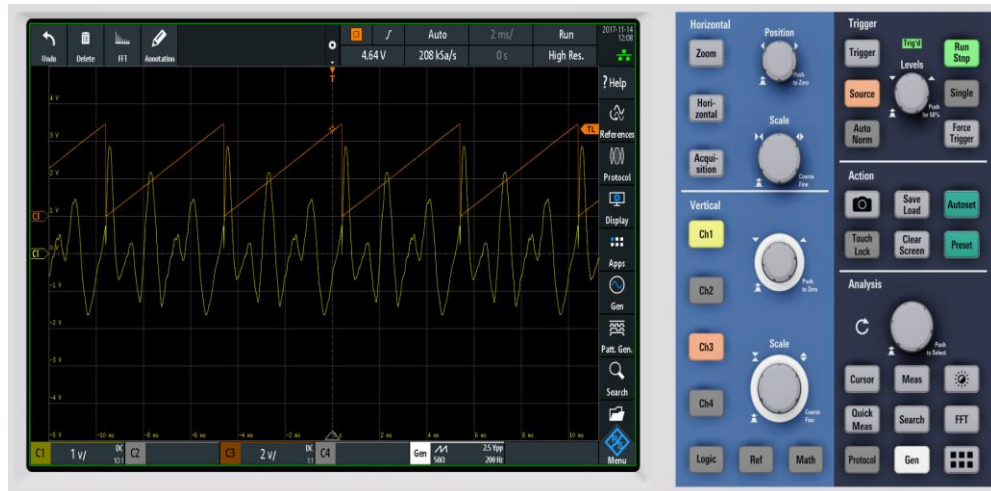 Undo
Delete
FFT
Annotation
C3
Auto
2 ms/
Run
2017-11-14
12:08
4.64 V
208 kSa/s
0 s
High Res.
T
? Help
References
Protocol
Display
Apps
Gen
Patt. Gen.
Search
Menu
4 V
3 V
2 V
1 V
0 V
-1 V
-2 V
-3 V
-4 V
-5 V
TL
C3
C1
-10 ms
-8 ms
-6 ms
-4 ms
-2 ms
0 s
2 ms
4 ms
6 ms
8 ms
10 ms
C1
1 V/
DC
10:1
C2
C3
2 V/
DC
1:1
C4
Gen
50Ω
2.5 Vpp
200 Hz
Horizontal
Zoom
Position
Push
to Zero
Hori-
zontal
Scale
Acqui-
sition
Coarse
Fine
Vertical
Ch1
Push
to Zero
Ch2
Ch3
Scale
Ch4
Coarse
Fine
Logic
Ref
Math
Trigger
Trigger
Trig'd
Levels
Run
Stop
Source
Push
for 50%
Single
Auto
Norm
Force
Trigger
Action
Save
Load
Autoset
Touch
Lock
Clear
Screen
Preset
Analysis
Push
to Select
Cursor
Meas
Quick
Meas
Search
FFT
Protocol
Gen